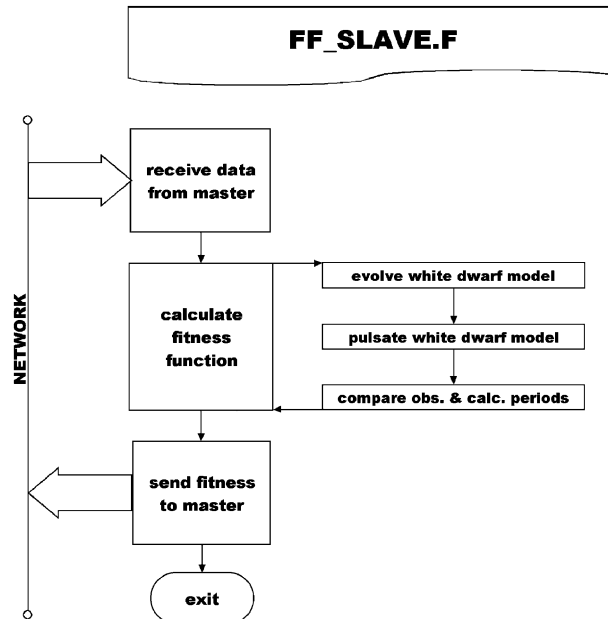 FF_SLAVE.F
NETWORK
receive data
from master
calculate
fitness
function
evolve white dwarf model
pulsate white dwarf model
compare obs. & calc. periods
send fitness
to master
exit